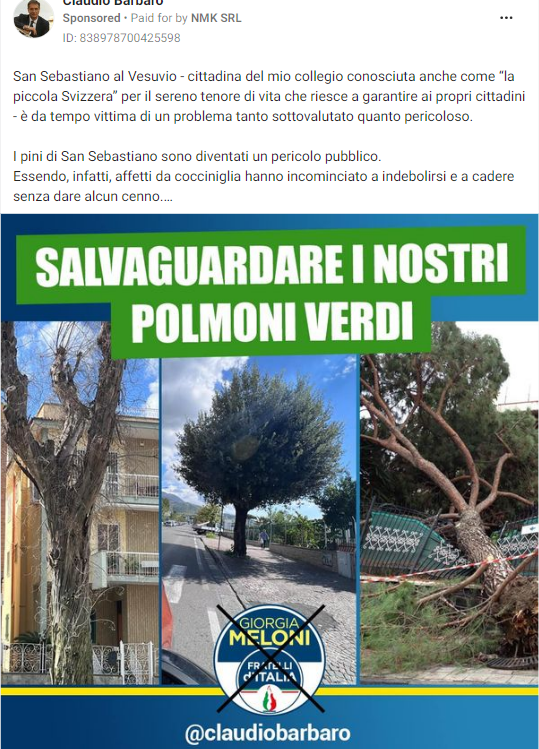 Claudio Barbaro
Sponsored • Paid for by NMK SRL
ID: 838978700425598
San Sebastiano al Vesuvio - cittadina del mio collegio conosciuta anche come “la
piccola Svizzera” per il sereno tenore di vita che riesce a garantire ai propri cittadini
- è da tempo vittima di un problema tanto sottovalutato quanto pericoloso.
I pini di San Sebastiano sono diventati un pericolo pubblico.
Essendo, infatti, affetti da cocciniglia hanno incominciato a indebolirsi e a cadere
senza dare alcun cenno....
SALVAGUARDARE I NOSTRI
POLMONI VERDI
GIORGIA
MELONI
FRATELLI
d'ITALIA
@claudiobarbaro